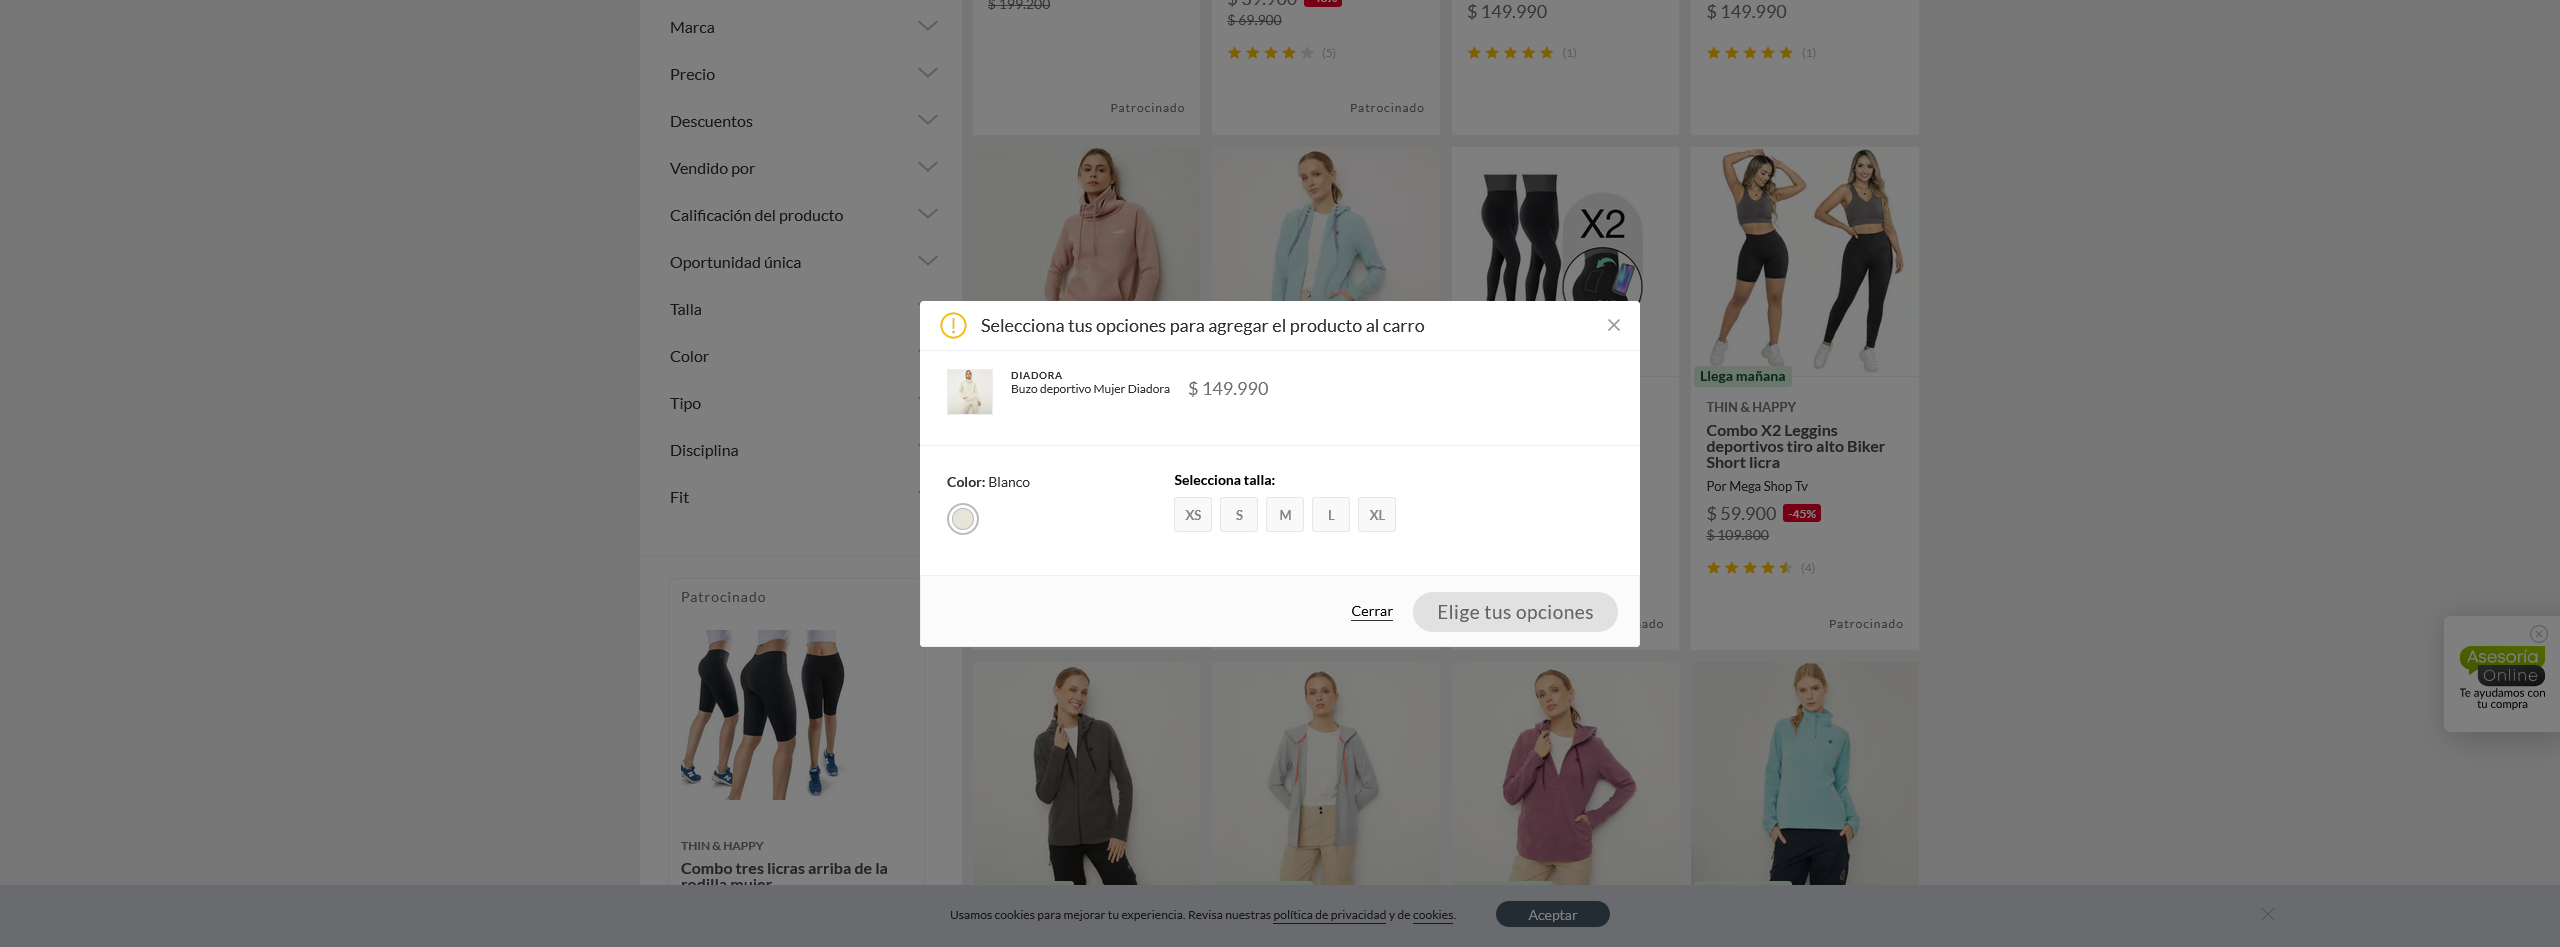 Marca
Precio
Descuentos
Vendido por
Calificación del producto
Oportunidad única
Talla
Color
Tipo
Disciplina
Fit
$ 199.200
$ 69.900
(5)
$ 149.990
(1)
$ 149.990
(1)
Patrocinado
Patrocinado
X2
Selecciona tus opciones para agregar el producto al carro
DIADORA
Buzo deportivo Mujer Diadora
$ 149.990
Color: Blanco
Selecciona talla:
XS
S
M
L
XL
Cerrar
Elige tus opciones
Llega mañana
THIN & HAPPY
Combo X2 Leggins
deportivos tiro alto Biker
Short licra
Por Mega Shop Tv
$ 59.900
-45%
$ 109.800
(4)
Patrocinado
Patrocinado
THIN & HAPPY
Combo tres licras arriba de la
rodilla mujer
Asesoría
Online
Te ayudamos con
tu compra
Usamos cookies para mejorar tu experiencia. Revisa nuestras política de privacidad y de cookies.
Aceptar